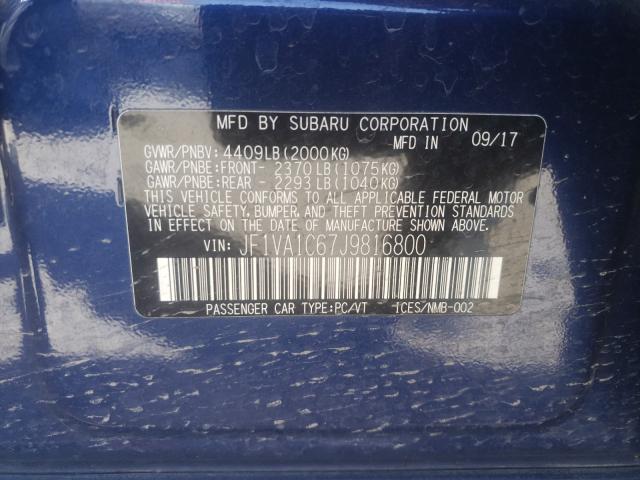 MFD BY SUBARU CORPORATION
MFD IN 09/17
GVWR/PNBV: 4409LB(2000KG)
GAWR/PNBE:FRONT- 2370LB(1075KG)
GAWR/PNBE:REAR - 2293LB(1040KG)
THIS VEHICLE CONFORMS TO ALL APPLICABLE FEDERAL MOTOR
VEHICLE SAFETY, BUMPER, AND THEFT PREVENTION STANDARDS
IN EFFECT ON THE DATE OF MANUFACTURE SHOWN ABOVE.
VIN: JF1VA1C67J9816800
PASSENGER CAR TYPE:PC/VT ICES/NMB-002